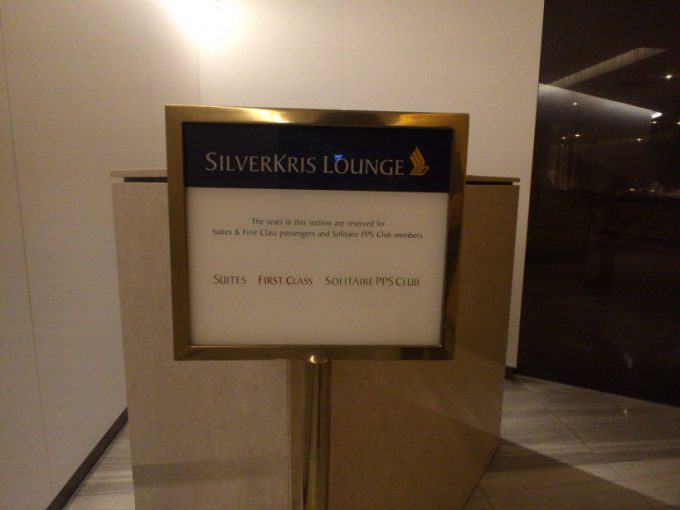 SILVERKRIS LOUNGE
The seats in this section are reserved for
Suites & First Class passengers and Solitaire PPS Club members
SUITES FIRST CLASS SOLITAIRE PPS CLUB